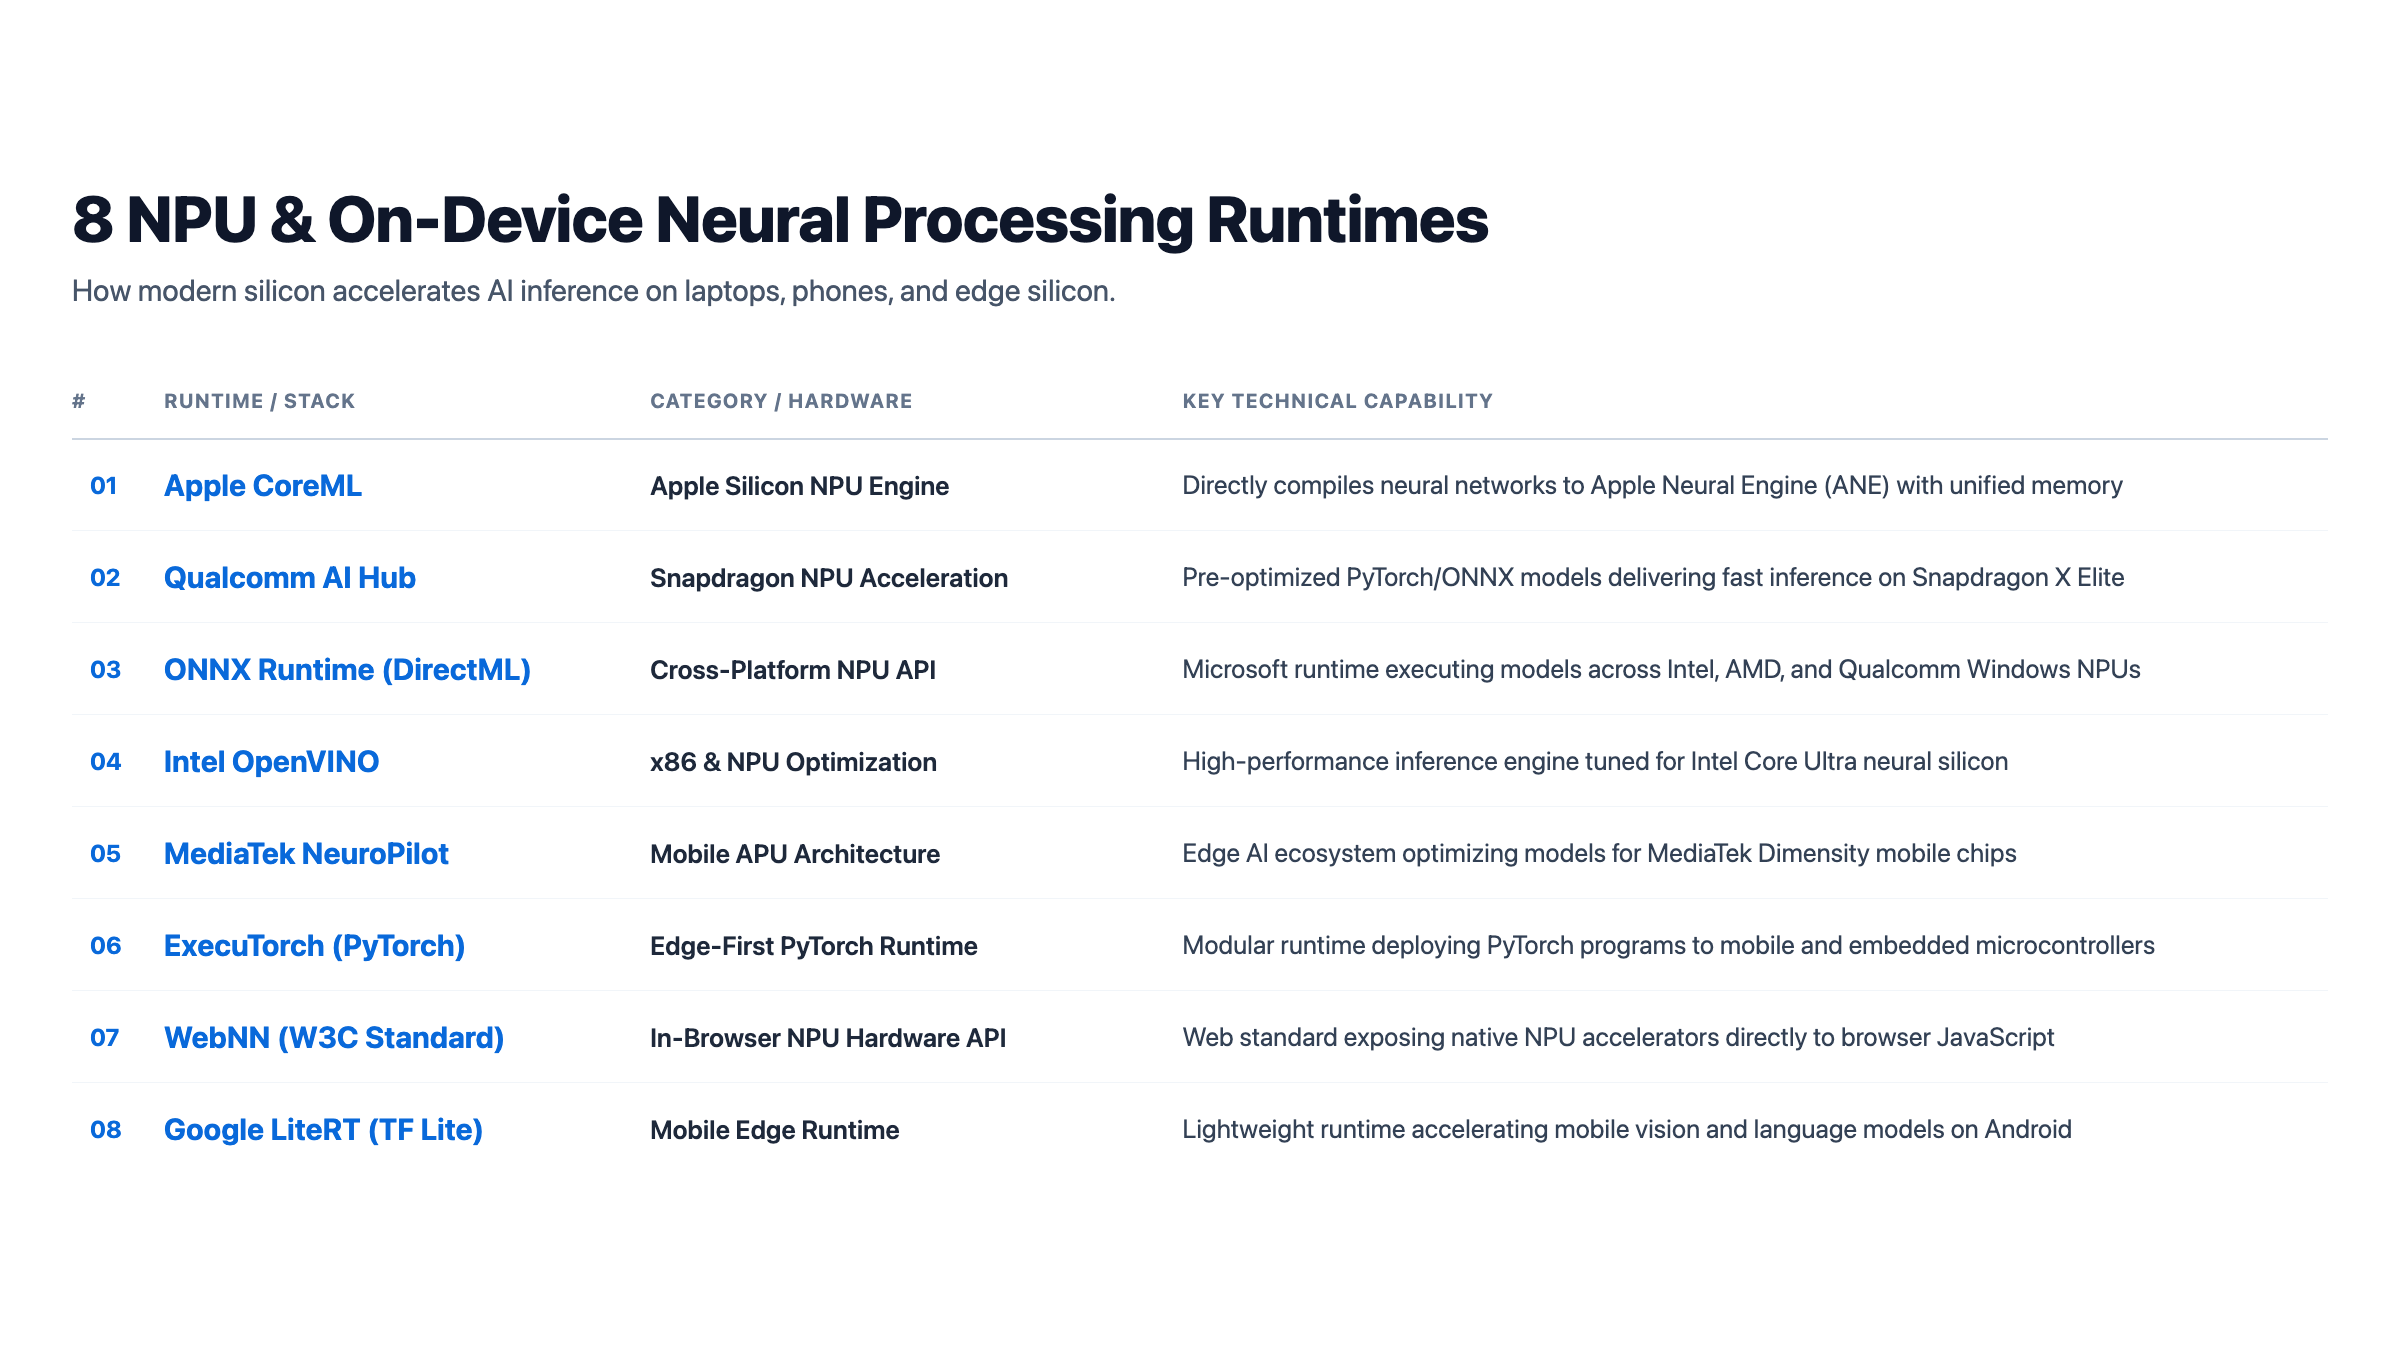 8 NPU & On-Device Neural Processing Runtimes
How modern silicon accelerates AI inference on laptops, phones, and edge silicon.
# RUNTIME / STACK CATEGORY / HARDWARE KEY TECHNICAL CAPABILITY
01 Apple CoreML Apple Silicon NPU Engine Directly compiles neural networks to Apple Neural Engine (ANE) with unified memory
02 Qualcomm AI Hub Snapdragon NPU Acceleration Pre-optimized PyTorch/ONNX models delivering fast inference on Snapdragon X Elite
03 ONNX Runtime (DirectML) Cross-Platform NPU API Microsoft runtime executing models across Intel, AMD, and Qualcomm Windows NPUs
04 Intel OpenVINO x86 & NPU Optimization High-performance inference engine tuned for Intel Core Ultra neural silicon
05 MediaTek NeuroPilot Mobile APU Architecture Edge AI ecosystem optimizing models for MediaTek Dimensity mobile chips
06 ExecuTorch (PyTorch) Edge-First PyTorch Runtime Modular runtime deploying PyTorch programs to mobile and embedded microcontrollers
07 WebNN (W3C Standard) In-Browser NPU Hardware API Web standard exposing native NPU accelerators directly to browser JavaScript
08 Google LiteRT (TF Lite) Mobile Edge Runtime Lightweight runtime accelerating mobile vision and language models on Android